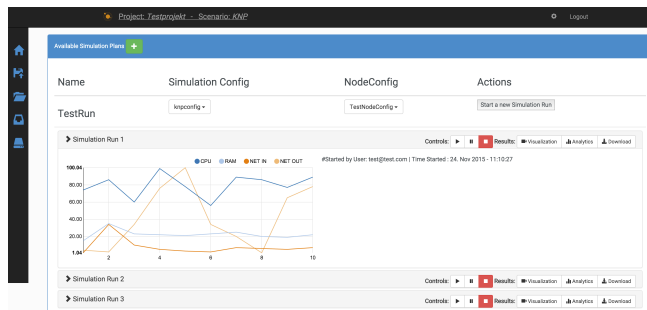 Project: Testprojekt - Scenario: KNP
Logout
Available Simulation Plans +
Name Simulation Config NodeConfig Actions
TestRun knpconfig TestNodeConfig Start a new Simulation Run
Simulation Run 1 Controls: Results: Visualization Analytics Download
CPU RAM NET IN NET OUT
#Started by User: test@test.com | Time Started : 24. Nov 2015 - 11:10:27
100.04
80.00
60.00
40.00
20.00
1.04
2 4 6 8 10
Simulation Run 2 Controls: Results: Visualization Analytics Download
Simulation Run 3 Controls: Results: Visualization Analytics Download